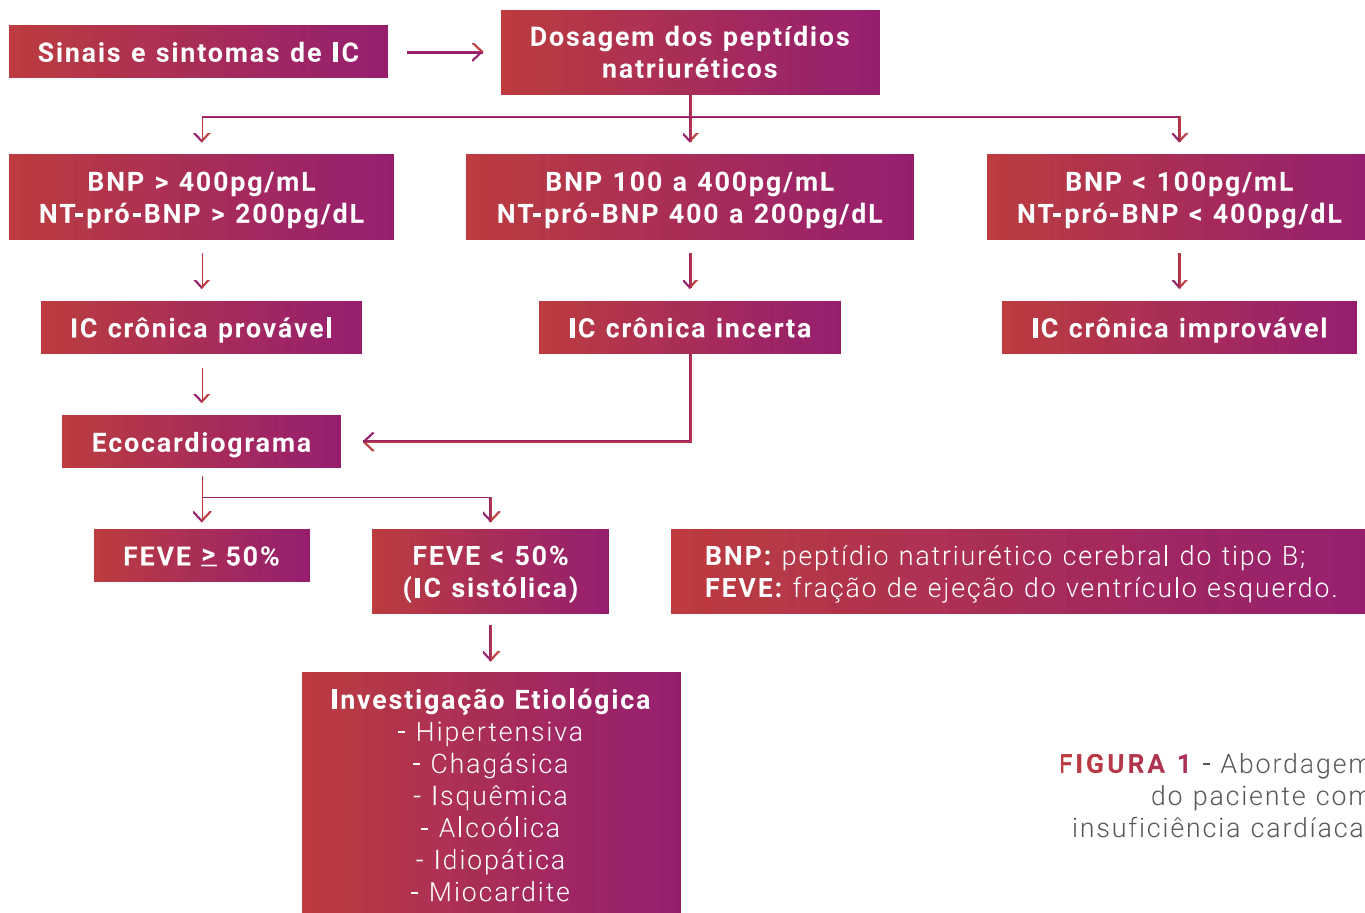 Sinais e sintomas de IC
Dosagem dos peptídios
natriuréticos
BNP > 400pg/mL
NT-pró-BNP > 200pg/dL
BNP 100 a 400pg/mL
NT-pró-BNP 400 a 200pg/dL
BNP < 100pg/mL
NT-pró-BNP < 400pg/dL
IC crônica provável
IC crônica incerta
IC crônica improvável
Ecocardiograma
FEVE ≥ 50%
FEVE < 50%
(IC sistólica)
BNP: peptídio natriurético cerebral do tipo B;
FEVE: fração de ejeção do ventrículo esquerdo.
Investigação Etiológica
- Hipertensiva
- Chagásica
- Isquêmica
- Alcoólica
- Idiopática
- Miocardite
FIGURA 1 - Abordagem
do paciente com
insuficiência cardíaca